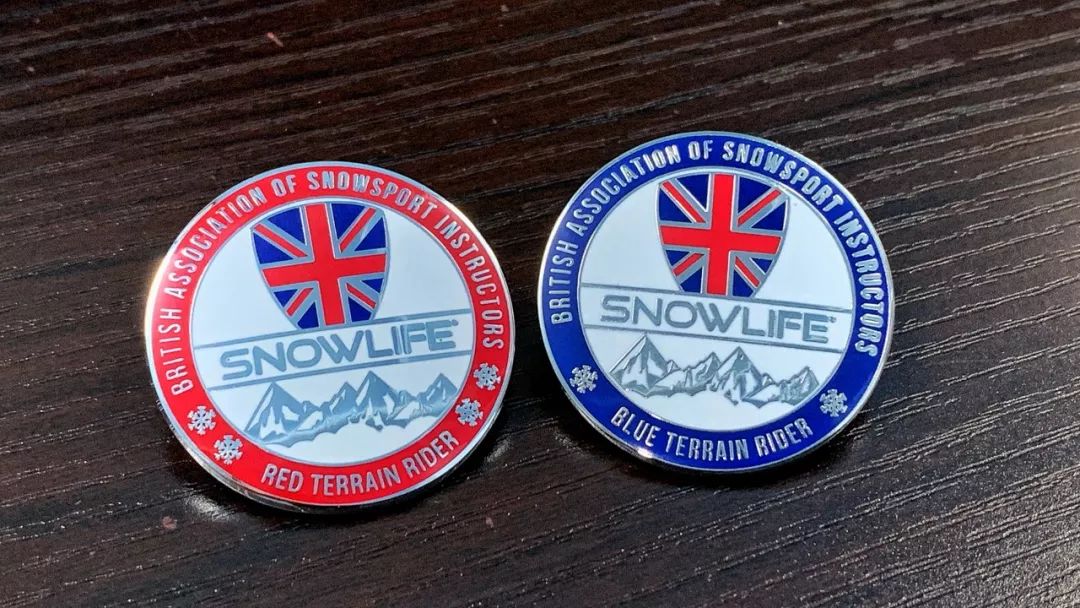 BRITISH ASSOCIATION OF SNOWSPORT INSTRUCTORS
SNOWLIFE®
RED TERRAIN RIDER
BRITISH ASSOCIATION OF SNOWSPORT INSTRUCTORS
SNOWLIFE®
BLUE TERRAIN RIDER